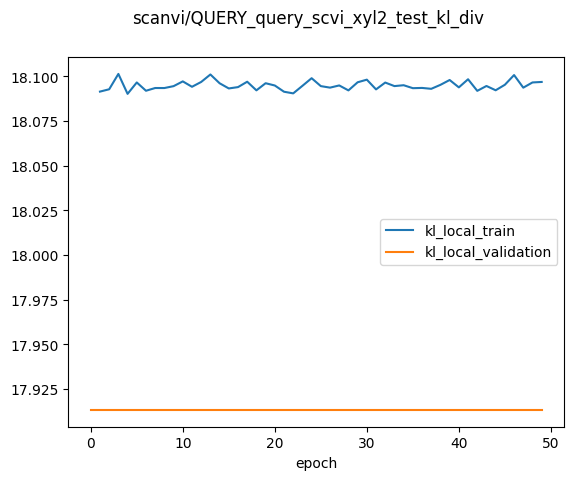 scanvi/QUERY_query_scvi_xyl2_test_kl_div
18.100
18.075
18.050
18.025
18.000
17.975
17.950
17.925
kl_local_train
kl_local_validation
0 10 20 30 40 50
epoch